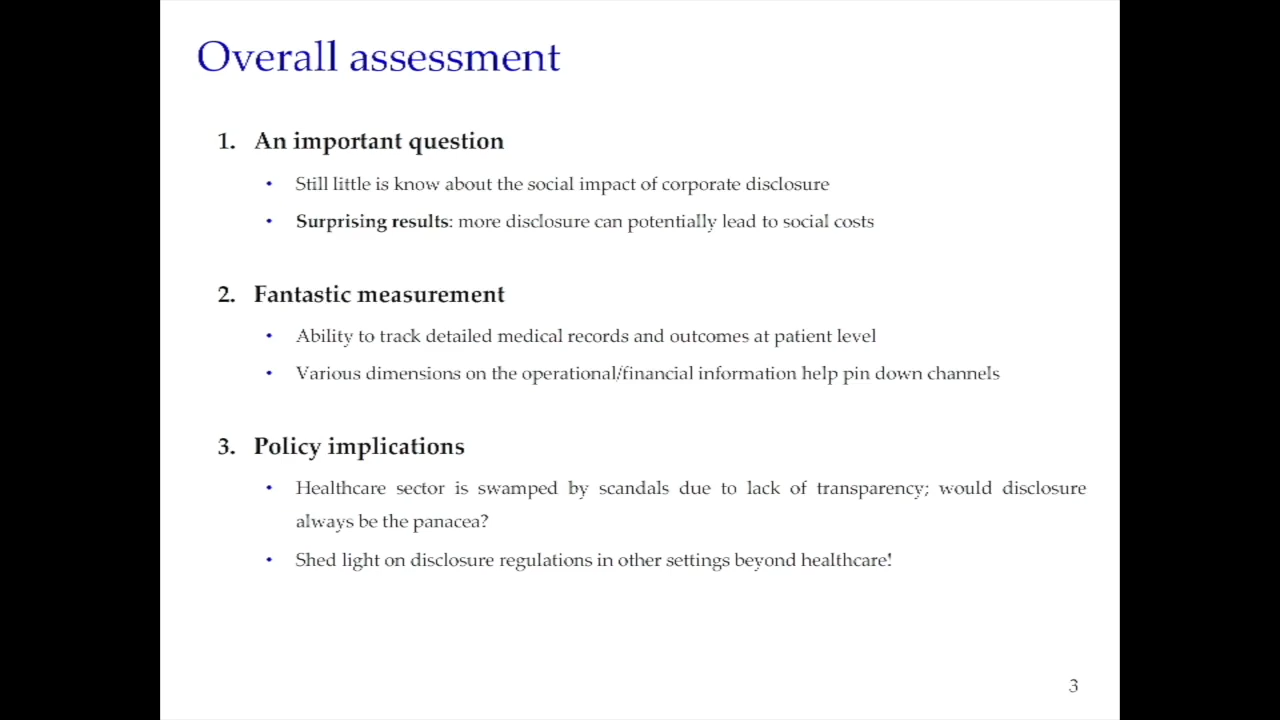 Overall assessment
1. An important question
• Still little is know about the social impact of corporate disclosure
• Surprising results: more disclosure can potentially lead to social costs
2. Fantastic measurement
• Ability to track detailed medical records and outcomes at patient level
• Various dimensions on the operational/financial information help pin down channels
3. Policy implications
• Healthcare sector is swamped by scandals due to lack of transparency; would disclosure
always be the panacea?
• Shed light on disclosure regulations in other settings beyond healthcare!
3